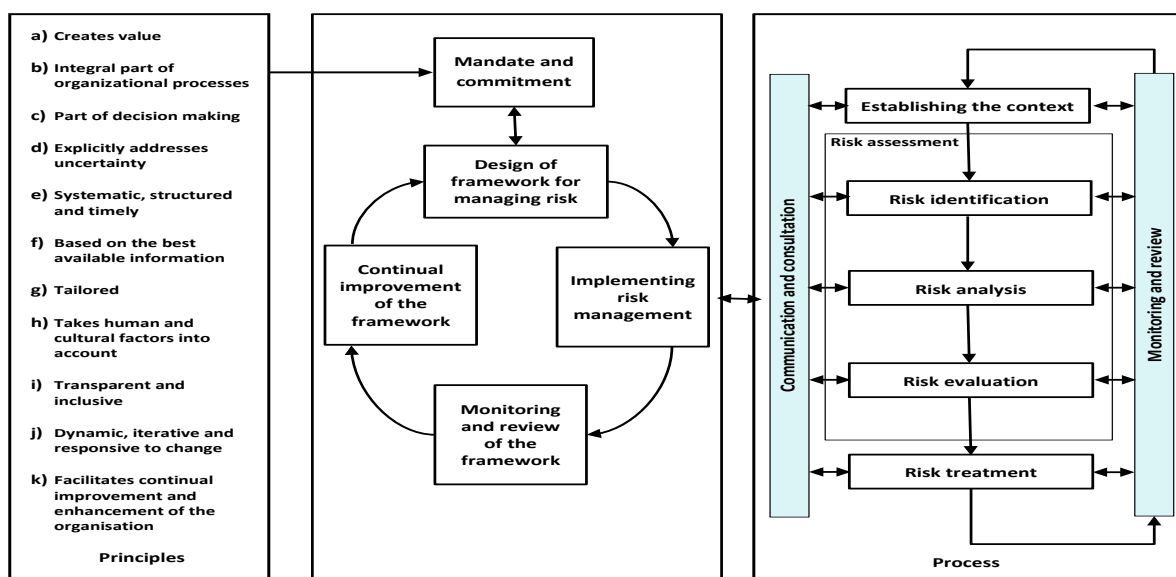 a) Creates value
b) Integral part of
organizational processes
c) Part of decision making
d) Explicitly addresses
uncertainty
e) Systematic, structured
and timely
f) Based on the best
available information
g) Tailored
h) Takes human and
cultural factors into
account
i) Transparent and
inclusive
j) Dynamic, iterative and
responsive to change
k) Facilitates continual
improvement and
enhancement of the
organisation
Principles
Mandate and
commitment
Design of
framework for
managing risk
Implementing
risk
management
Monitoring
and review
of the
framework
Continual
improvement
of the
framework
Communication and consultation
Establishing the context
Risk assessment
Risk identification
Risk analysis
Risk evaluation
Risk treatment
Monitoring and review
Process